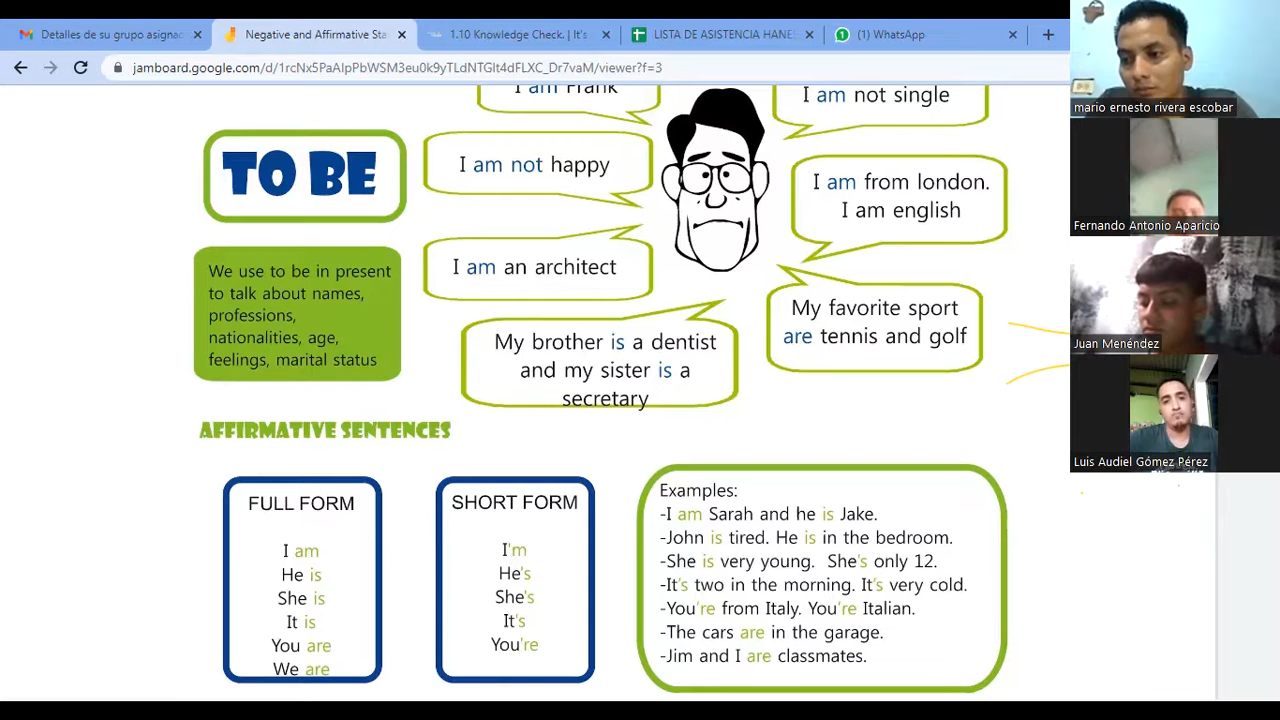 Detalles de su grupo asignad
Negative and Affirmative Sta
1.10 Knowledge Check. | It's
LISTA DE ASISTENCIA HANES
(1) WhatsApp
jamboard.google.com/d/1rcNx5PaAIpPbWSM3eu0k9yTLdNTGlt4dFLXC_Dr7vaM/viewer?f=3
mario ernesto rivera escobar
Fernando Antonio Aparicio
Juan Menéndez
Luis Audiel Gómez Pérez
I am Frank
I am not single
TO BE
I am not happy
I am from london.
I am english
We use to be in present
to talk about names,
professions,
nationalities, age,
feelings, marital status
I am an architect
My favorite sport
are tennis and golf
My brother is a dentist
and my sister is a
secretary
AFFIRMATIVE SENTENCES
FULL FORM
I am
He is
She is
It is
You are
We are
SHORT FORM
I'm
He's
She's
It's
You're
Examples:
-I am Sarah and he is Jake.
-John is tired. He is in the bedroom.
-She is very young. She's only 12.
-It's two in the morning. It's very cold.
-You're from Italy. You're Italian.
-The cars are in the garage.
-Jim and I are classmates.